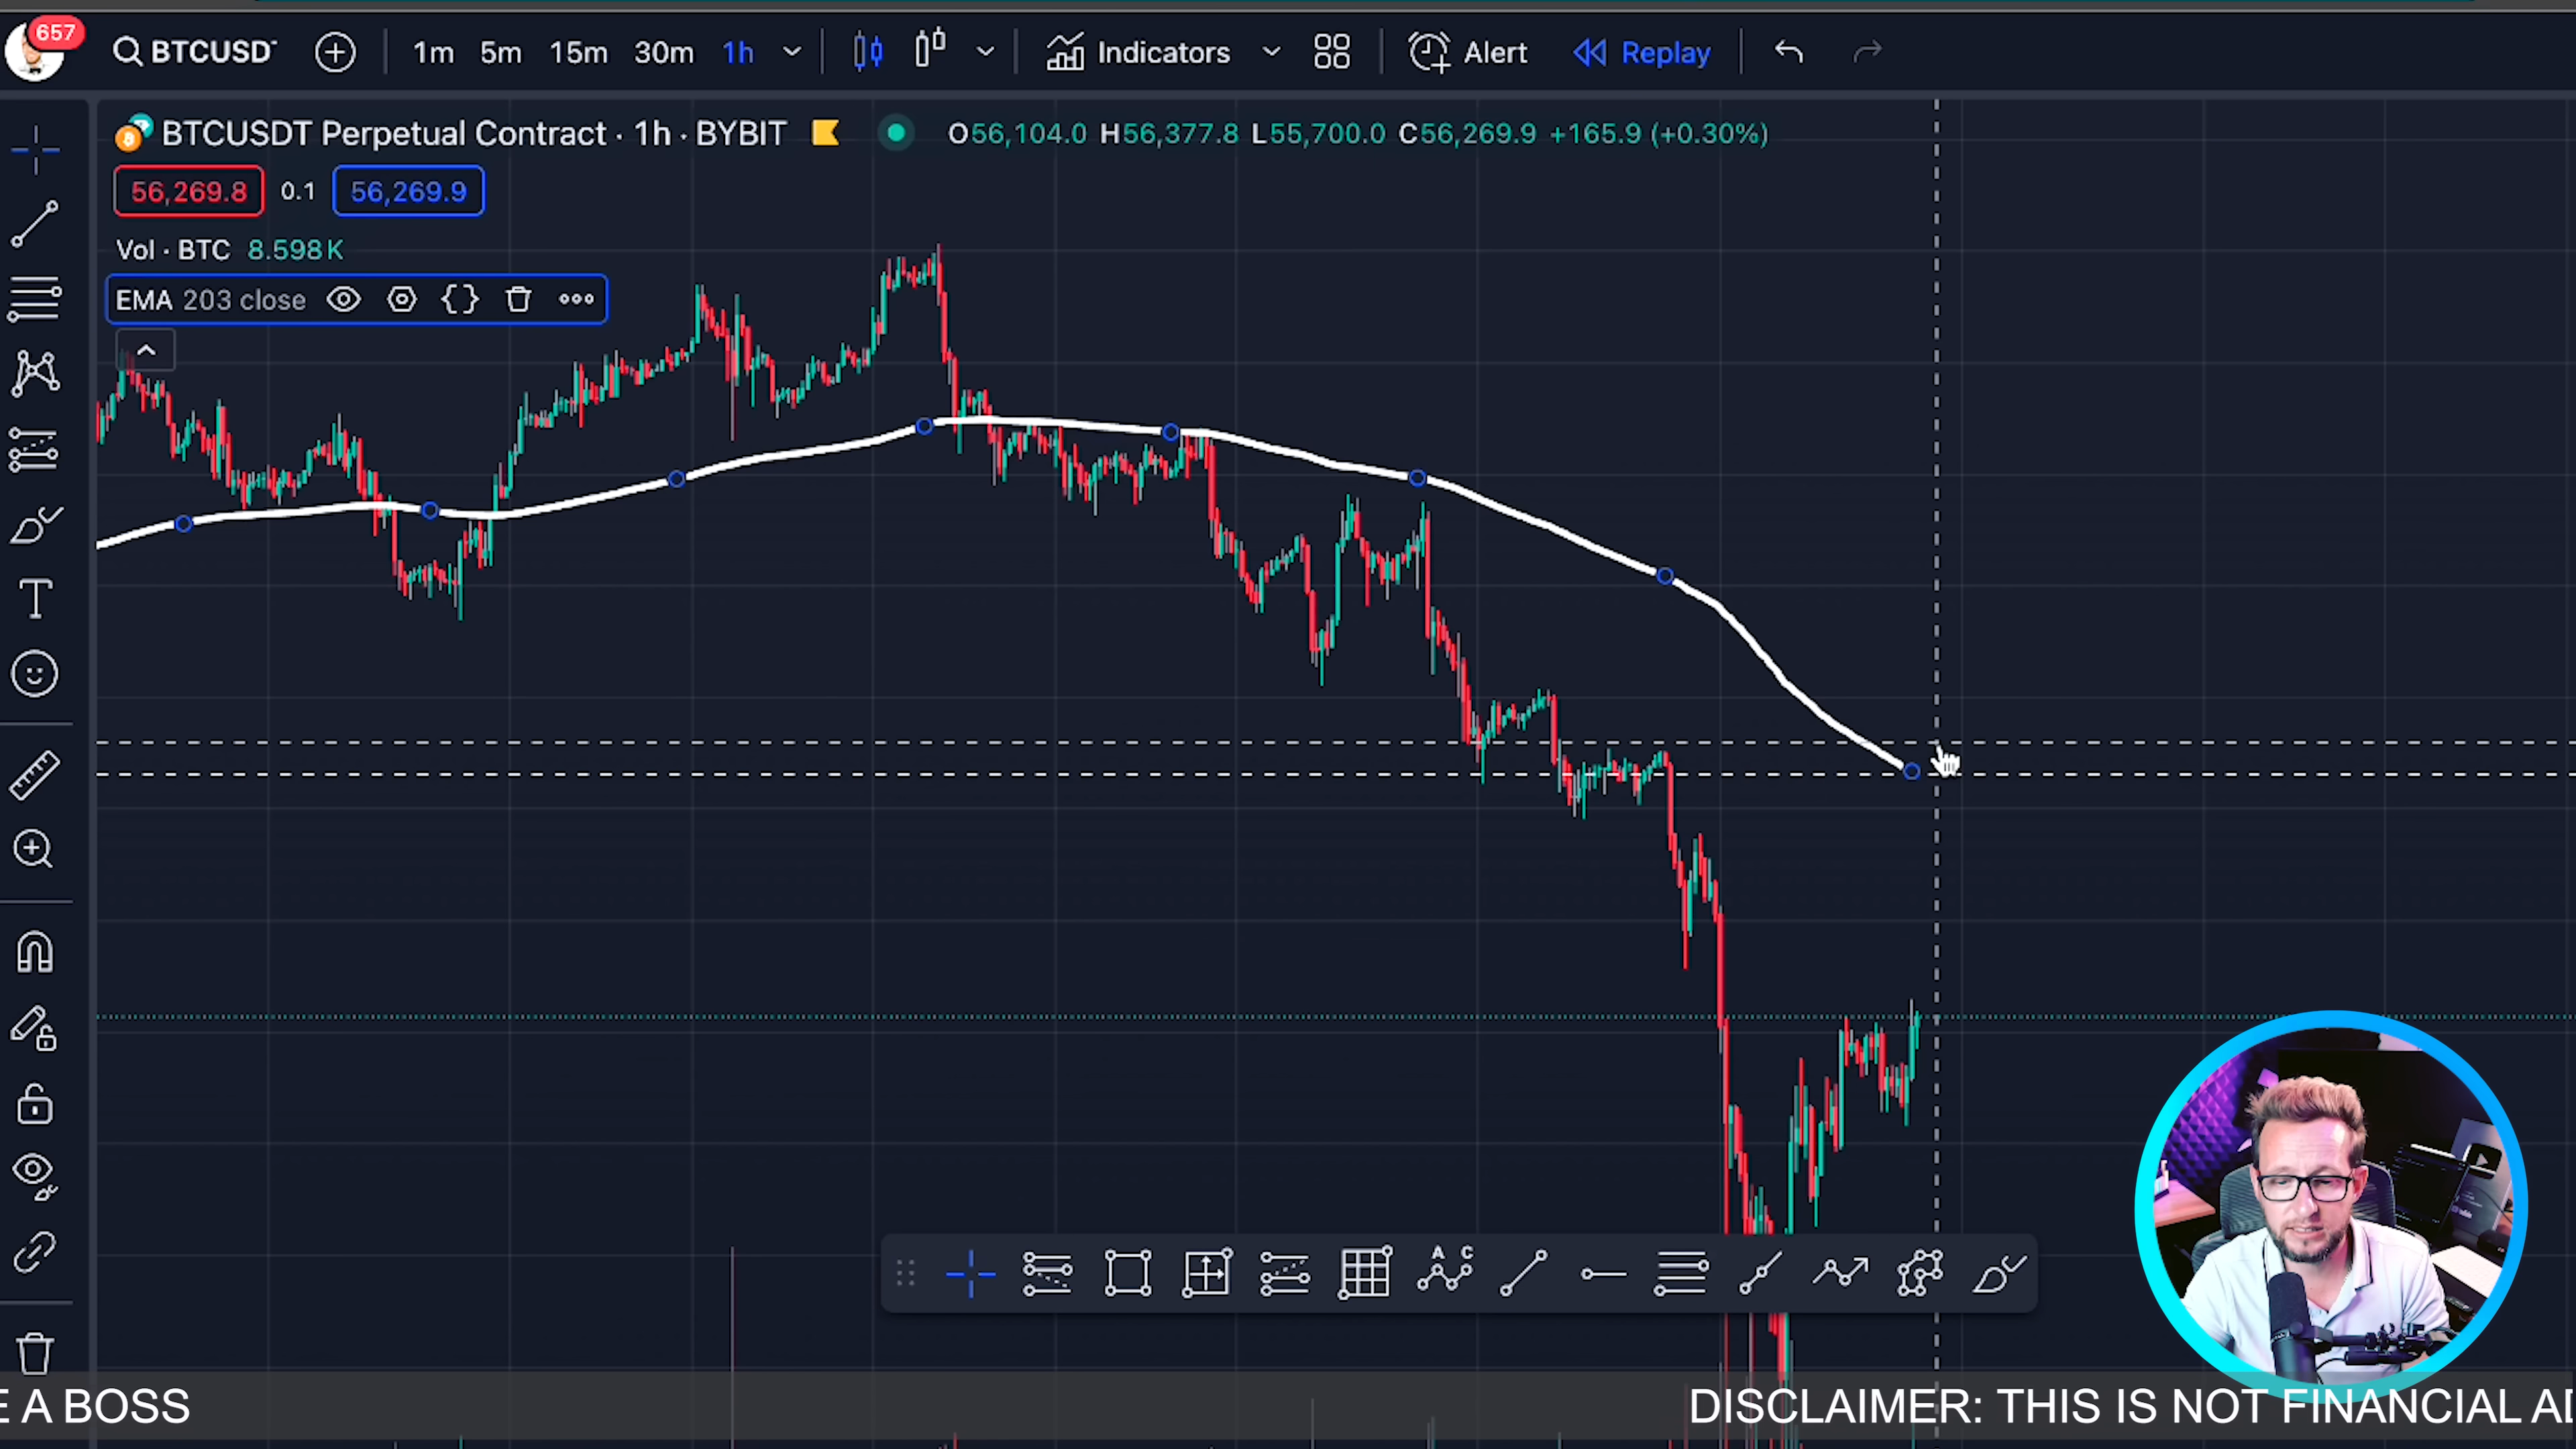 657
BTCUSD
1m 5m 15m 30m 1h
Indicators
Alert
Replay
BTCUSDT Perpetual Contract · 1h · BYBIT
O56,104.0 H56,377.8 L55,700.0 C56,269.9 +165.9 (+0.30%)
56,269.8 0.1 56,269.9
Vol · BTC 8.598K
EMA 203 close
T
A C
E A BOSS
DISCLAIMER: THIS IS NOT FINANCIAL